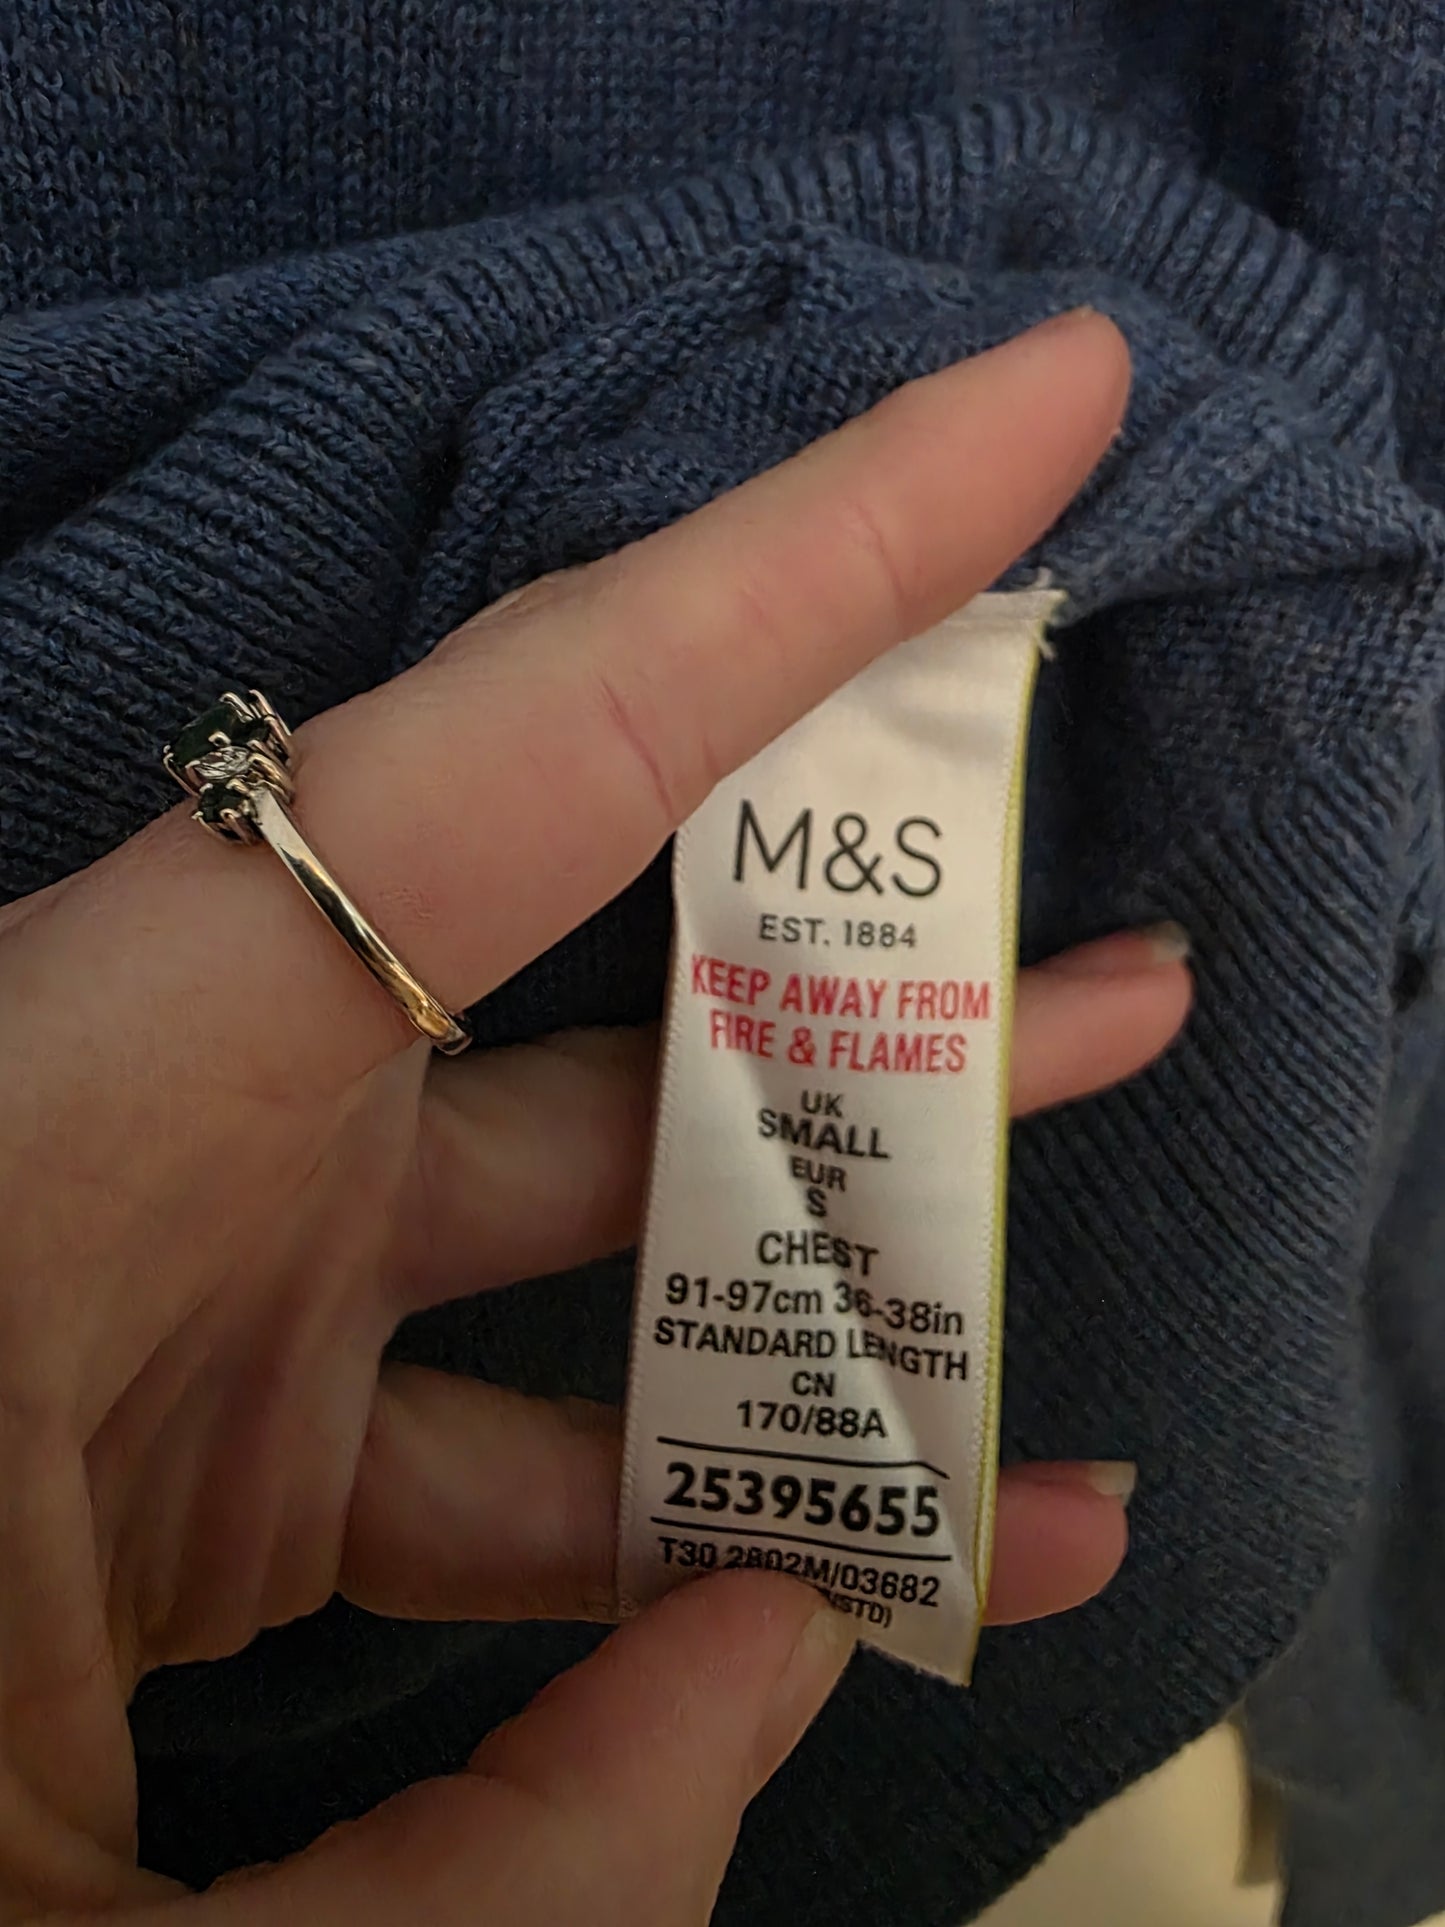 M&S
EST. 1884
KEEP AWAY FROM
FIRE & FLAMES
UK
SMALL
EUR
S
CHEST
91-97cm 36-38in
STANDARD LENGTH
CN
170/88A
25395655
T30 2802M/03682
(STD)